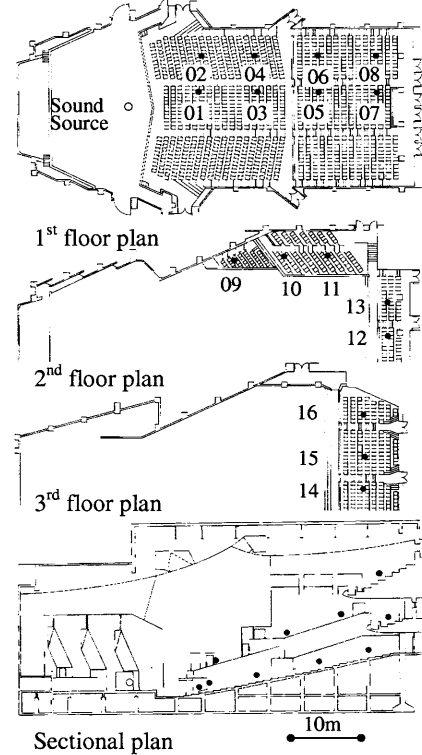 02 04 06 08
Sound
Source
01 03 05 07
1st floor plan
09
10 11
13
12
2nd floor plan
16
15
14
3rd floor plan
10m
Sectional plan